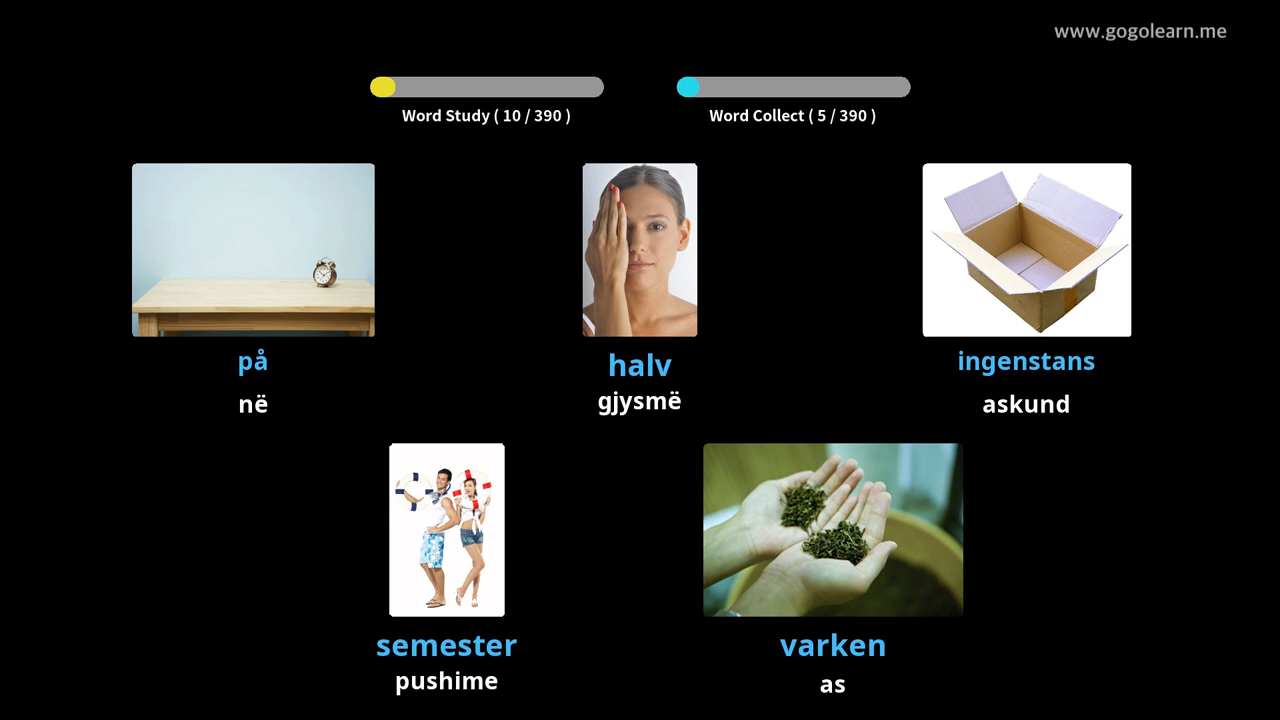 www.gogolearn.me
Word Study ( 10 / 390 )
Word Collect ( 5 / 390 )
på
halv
ingenstans
në
gjysmë
askund
semester
varken
pushime
as